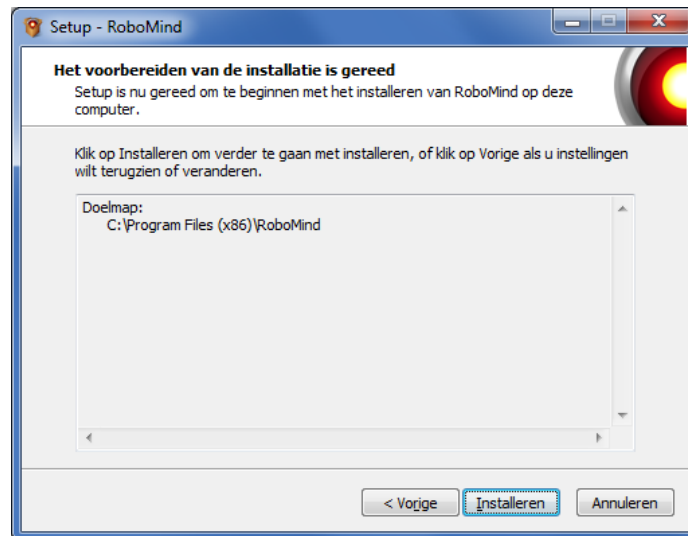 Setup - RoboMind
Het voorbereiden van de installatie is gereed
Setup is nu gereed om te beginnen met het installeren van RoboMind op deze
computer.
Klik op Installeren om verder te gaan met installeren, of klik op Vorige als u instellingen
wilt terugzien of veranderen.
Doelmap:
C:\Program Files (x86)\RoboMind
< Vorige Installeren Annuleren